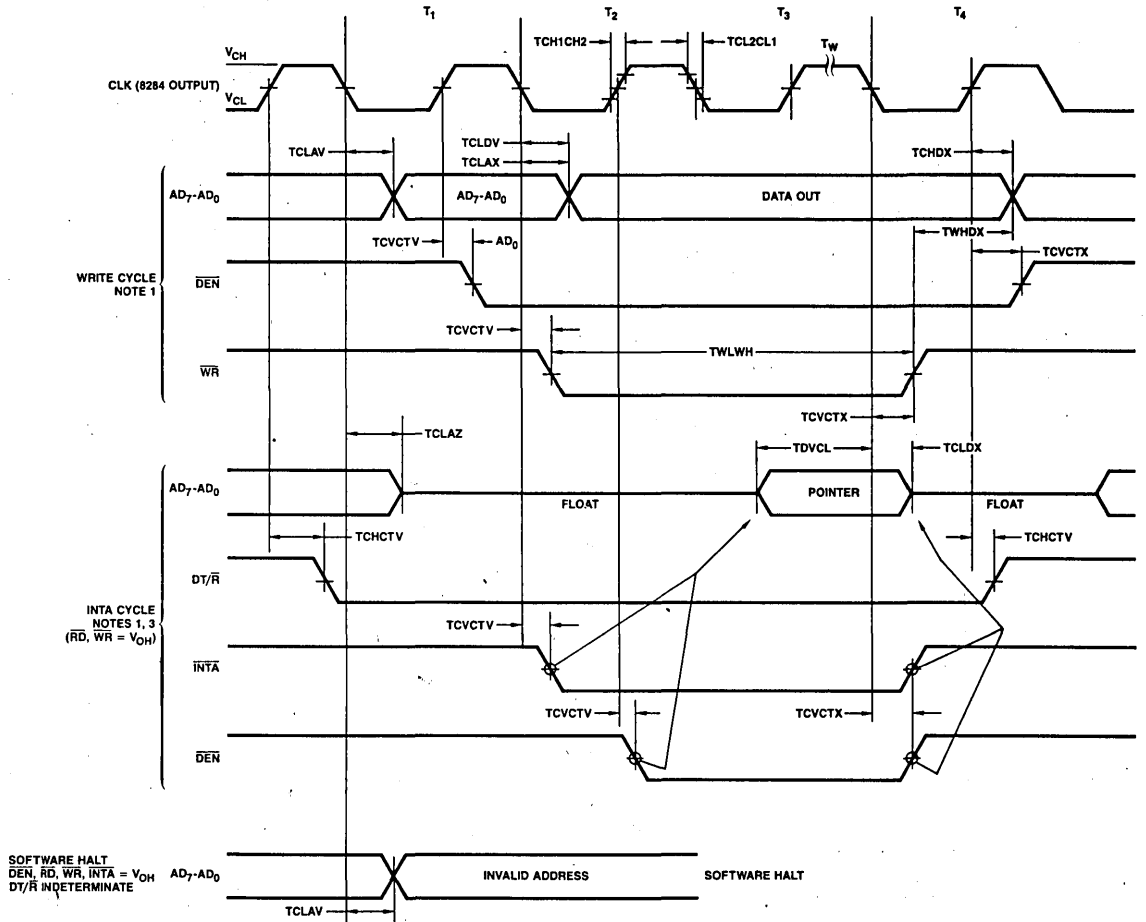 T1 T2 T3 T4
TCH1CH2 TCL2CL1
TW
VCH
CLK (8284 OUTPUT)
VCL
TCLAV TCLDV TCHDX
TCLAX
AD7-AD0 AD7-AD0 DATA OUT
TWHDX
TCVCTV AD0 TCVCTX
WRITE CYCLE
NOTE 1
DEN
TCVCTV
TWLWH
WR
TCVCTX
TCLAZ
TDVCL TCLDX
AD7-AD0 POINTER
FLOAT FLOAT
TCHCTV TCHCTV
DT/R
INTA CYCLE
NOTES 1, 3
(RD, WR = VOH)
TCVCTV
INTA
TCVCTV TCVCTX
DEN
SOFTWARE HALT
DEN, RD, WR, INTA = VOH
DT/R INDETERMINATE
AD7-AD0 INVALID ADDRESS SOFTWARE HALT
TCLAV